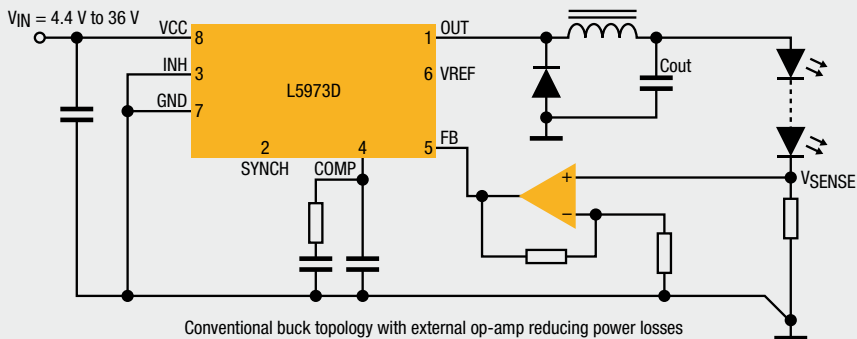 VIN = 4.4 V to 36 V
VCC
8
1
OUT
INH
3
6
VREF
Cout
L5973D
GND
7
2
4
5
FB
SYNCH
COMP
+
VSENSE
–
Conventional buck topology with external op-amp reducing power losses